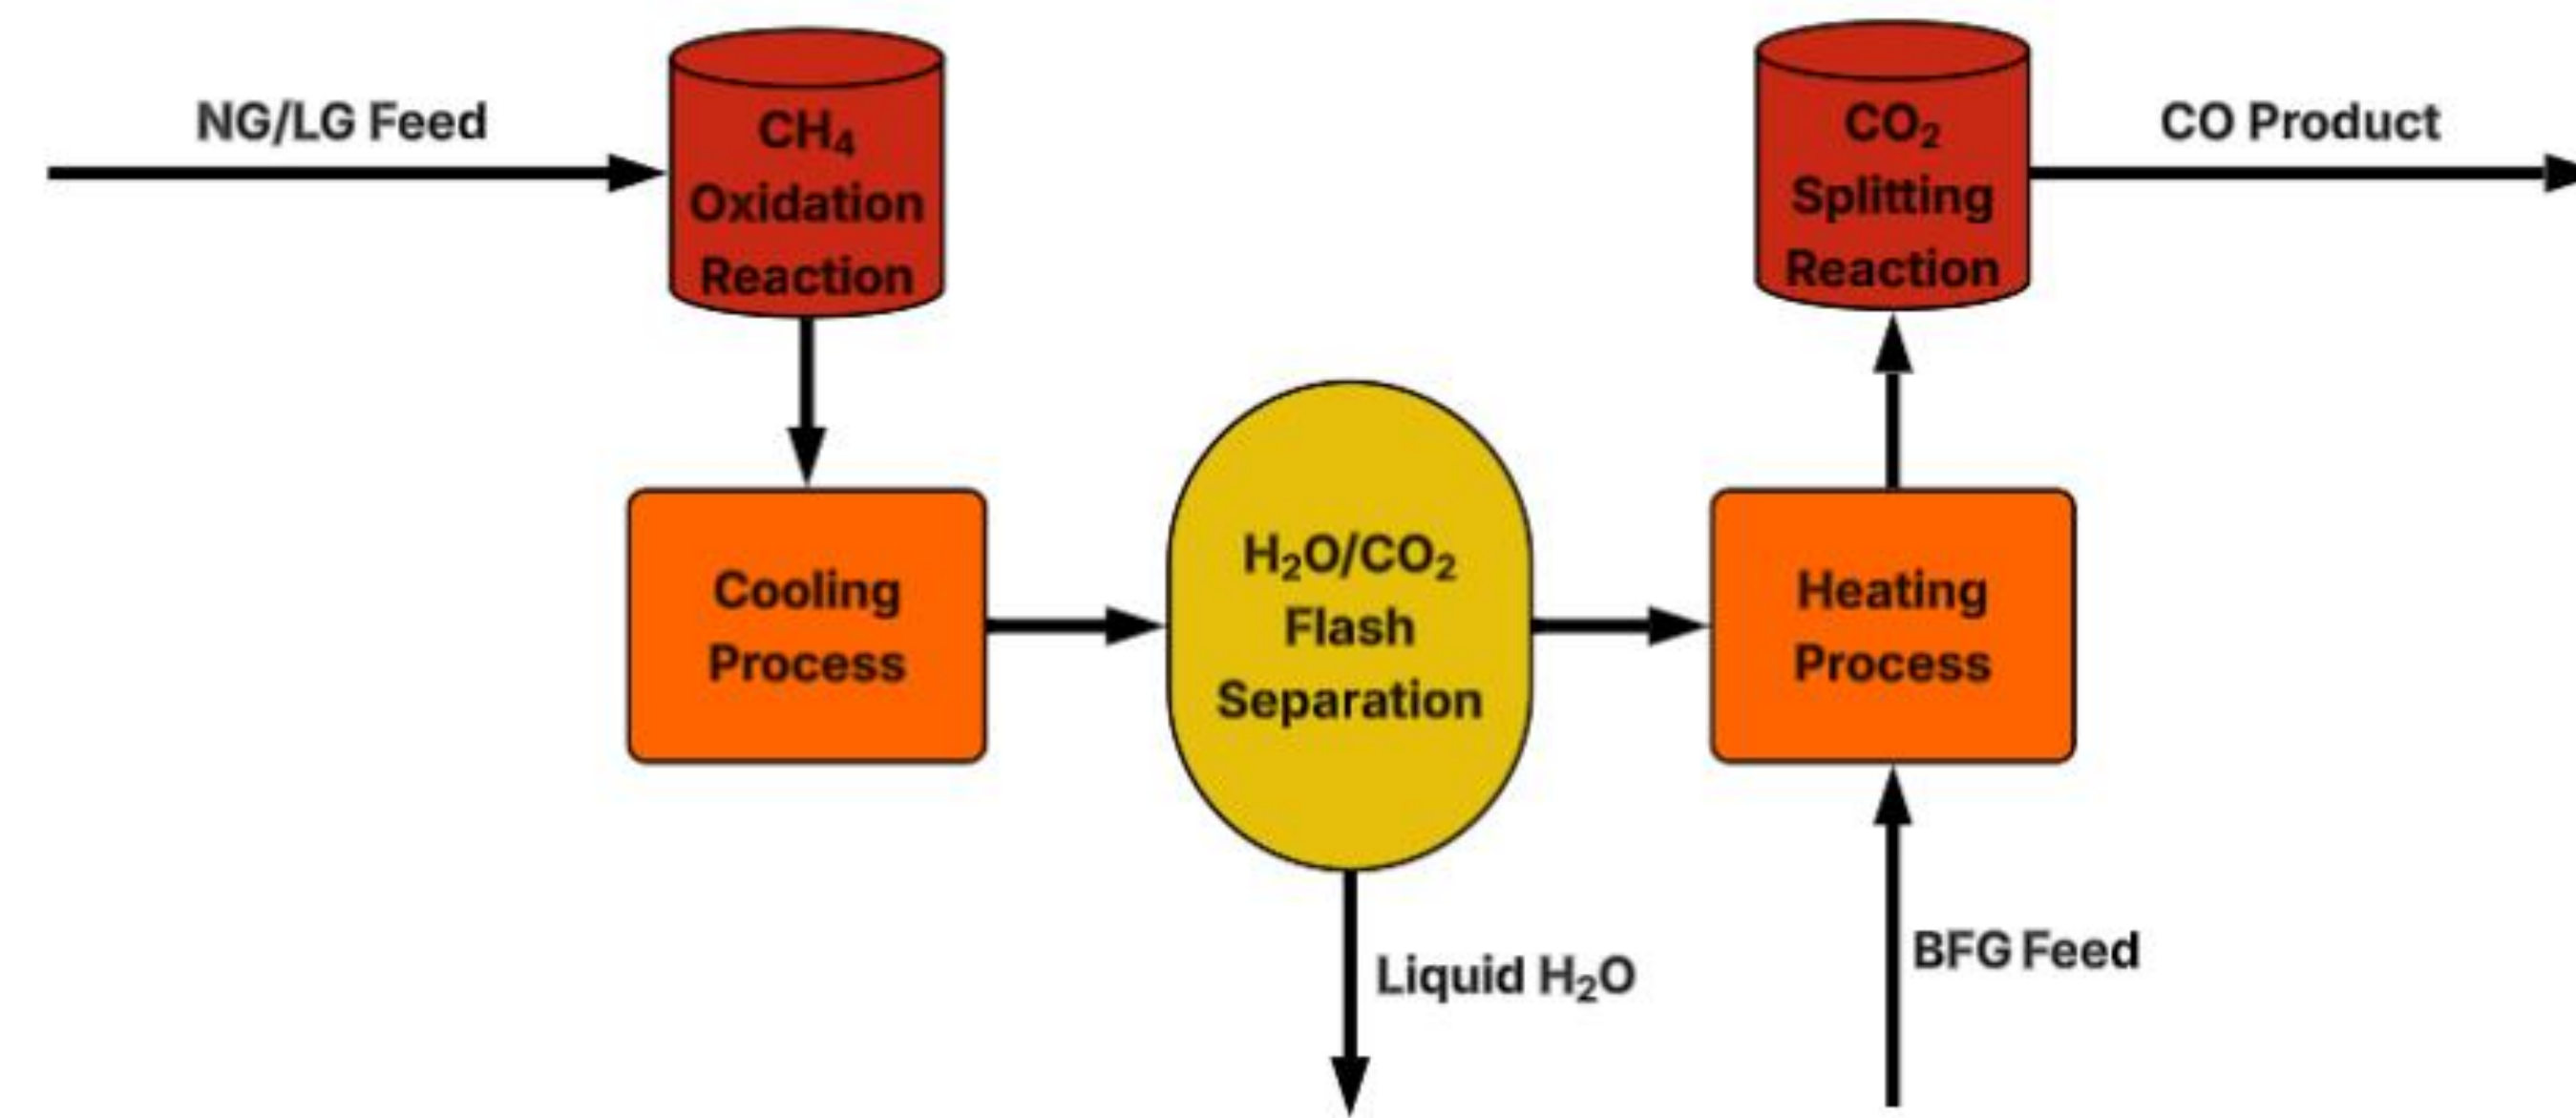 NG/LG Feed
CH₄
Oxidation
Reaction
CO₂
Splitting
Reaction
CO Product
Cooling
Process
H₂O/CO₂
Flash
Separation
Heating
Process
Liquid H₂O
BFG Feed